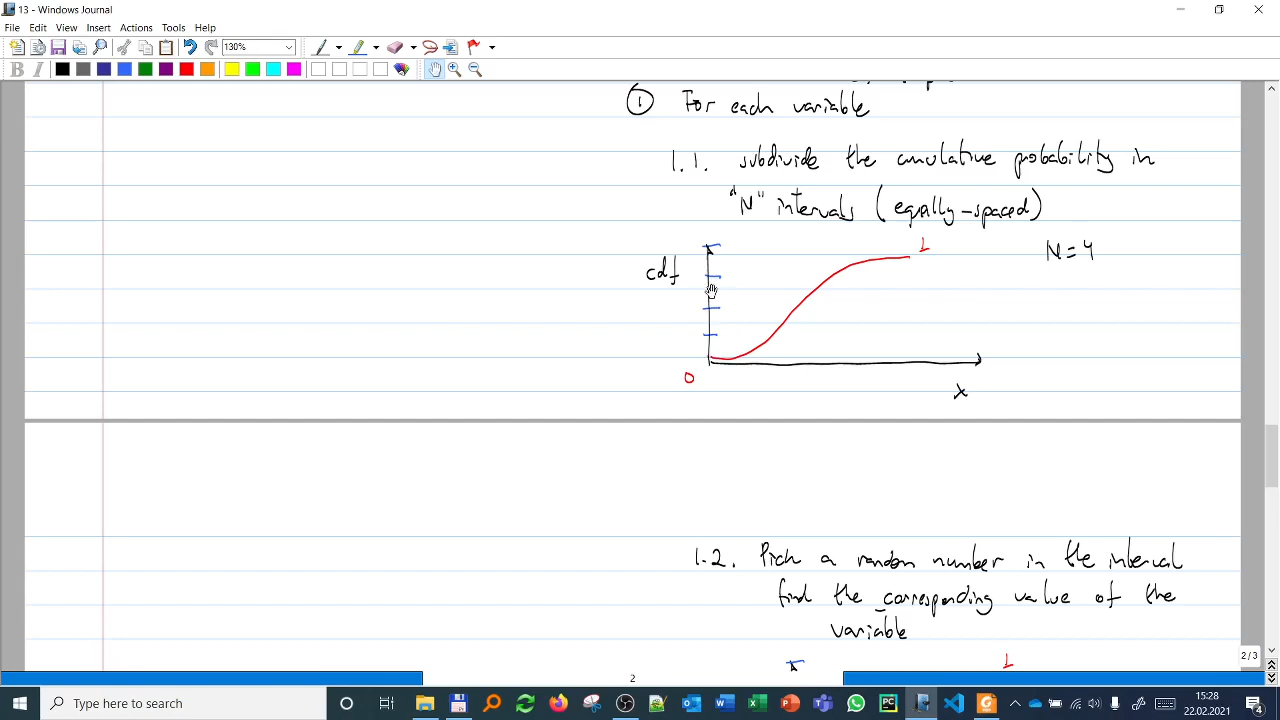 13 - Windows Journal
File Edit View Insert Actions Tools Help
130%
B I
① For each variable
1.1. subdivide the cumulative probability in
"N" intervals (equally-spaced)
1
N=4
cdf
0
x
1.2. Pick a random number in the interval
find the corresponding value of the
variable
1
2/3
2
Type here to search
15:28
22.02.2021